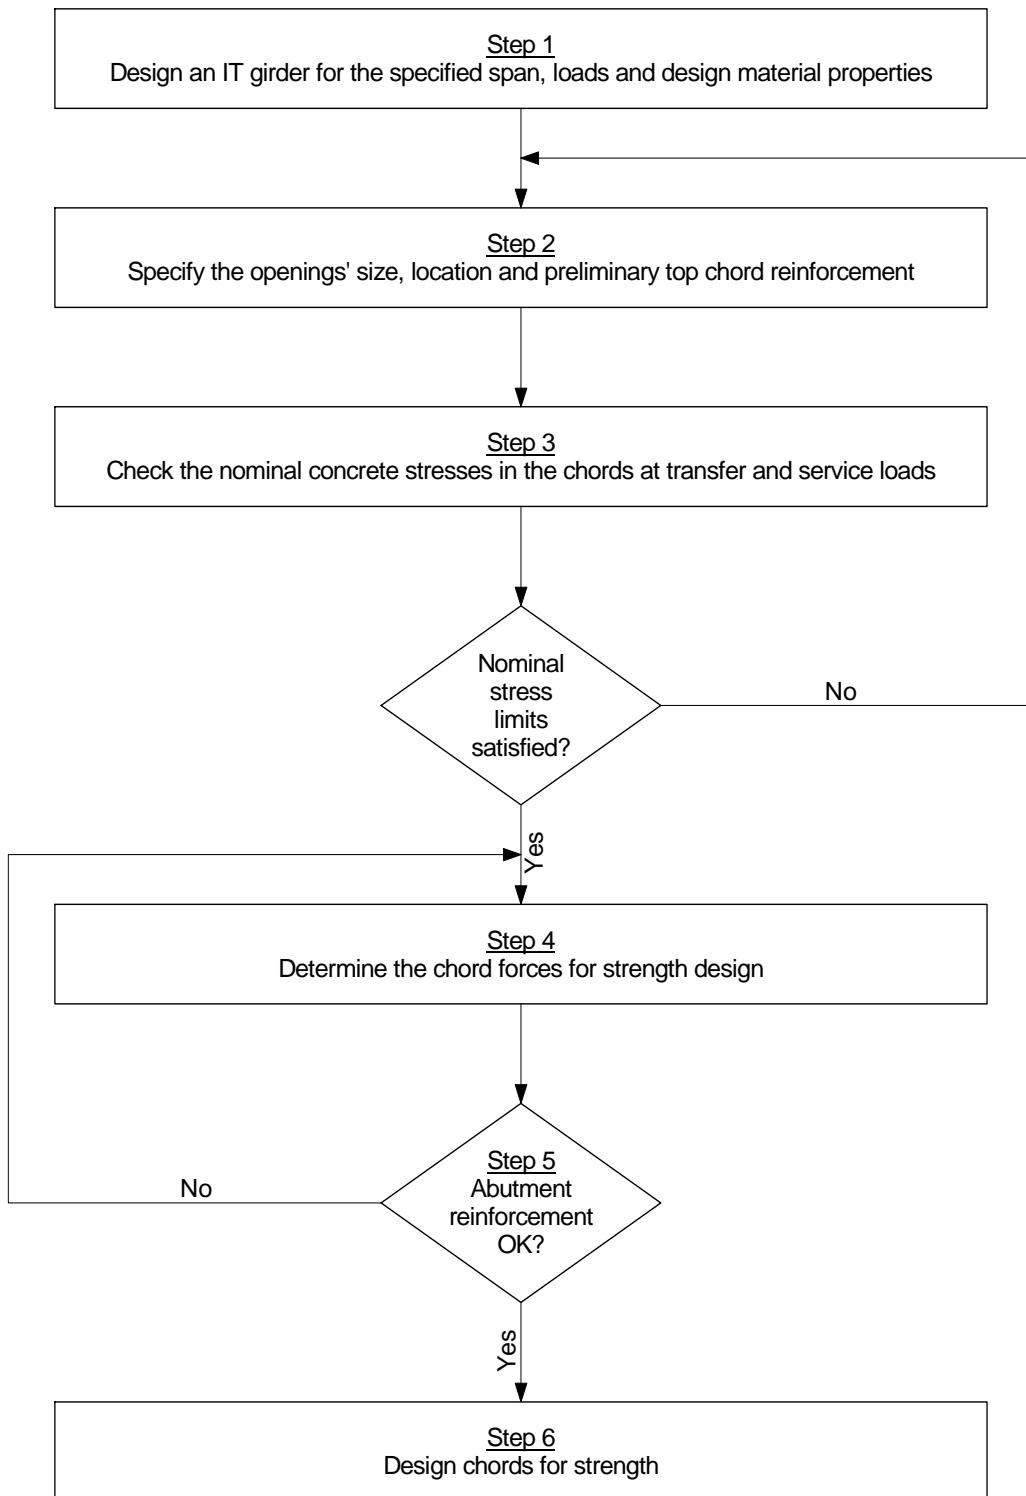 Step 1
Design an IT girder for the specified span, loads and design material properties
Step 2
Specify the openings' size, location and preliminary top chord reinforcement
Step 3
Check the nominal concrete stresses in the chords at transfer and service loads
Nominal
stress
limits
satisfied?
No
Yes
Step 4
Determine the chord forces for strength design
Step 5
Abutment
reinforcement
OK?
No
Yes
Step 6
Design chords for strength